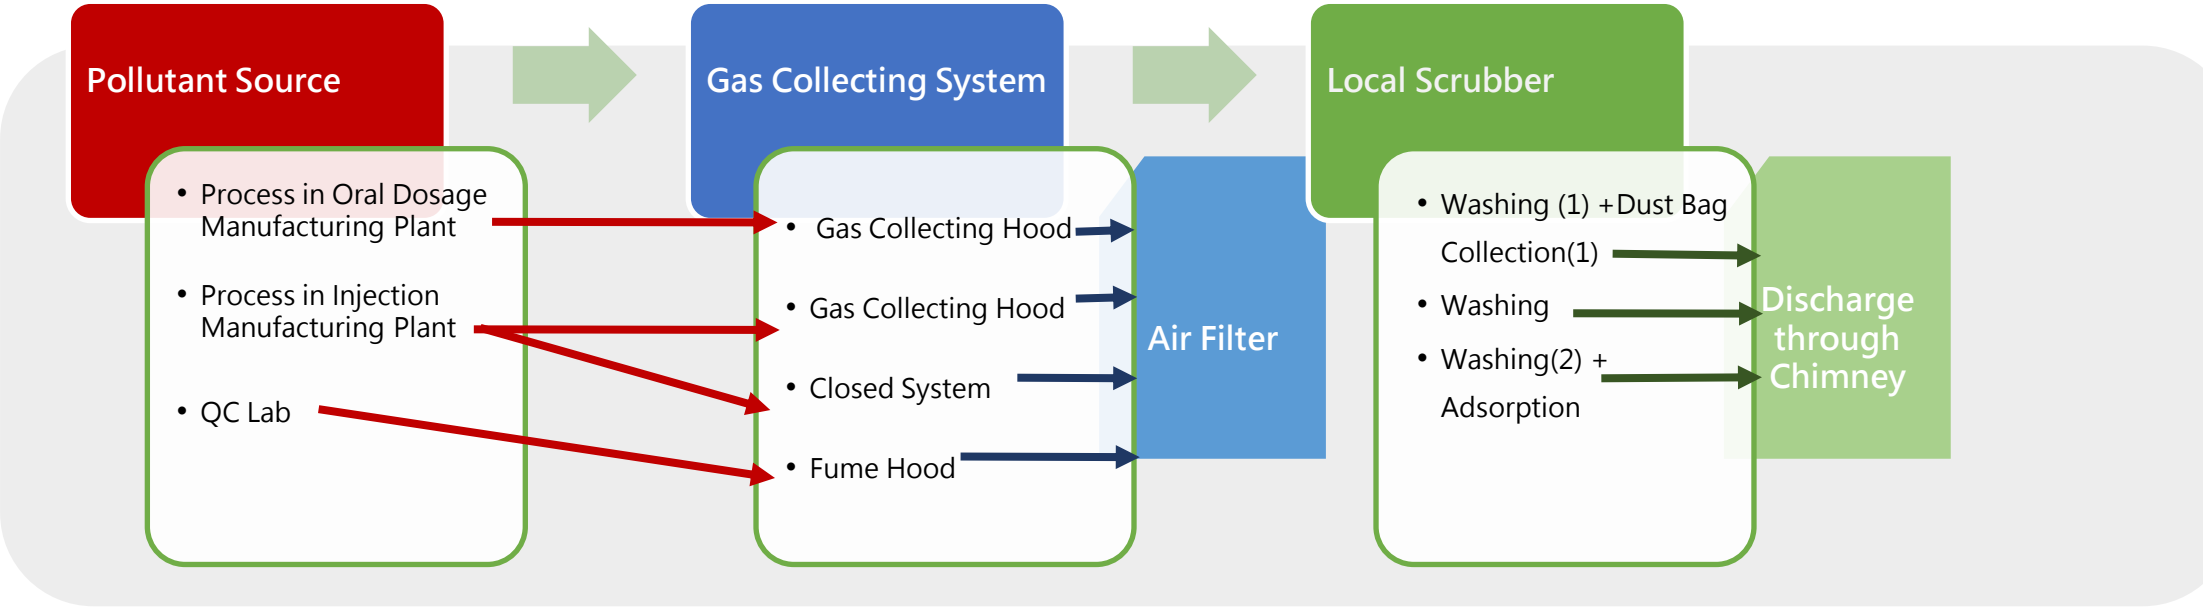 Pollutant Source
• Process in Oral Dosage
Manufacturing Plant
• Process in Injection
Manufacturing Plant
• QC Lab
Gas Collecting System
• Gas Collecting Hood
• Gas Collecting Hood
• Closed System
• Fume Hood
Air Filter
Local Scrubber
• Washing (1) +Dust Bag
Collection(1)
• Washing
• Washing(2) +
Adsorption
Discharge
through
Chimney